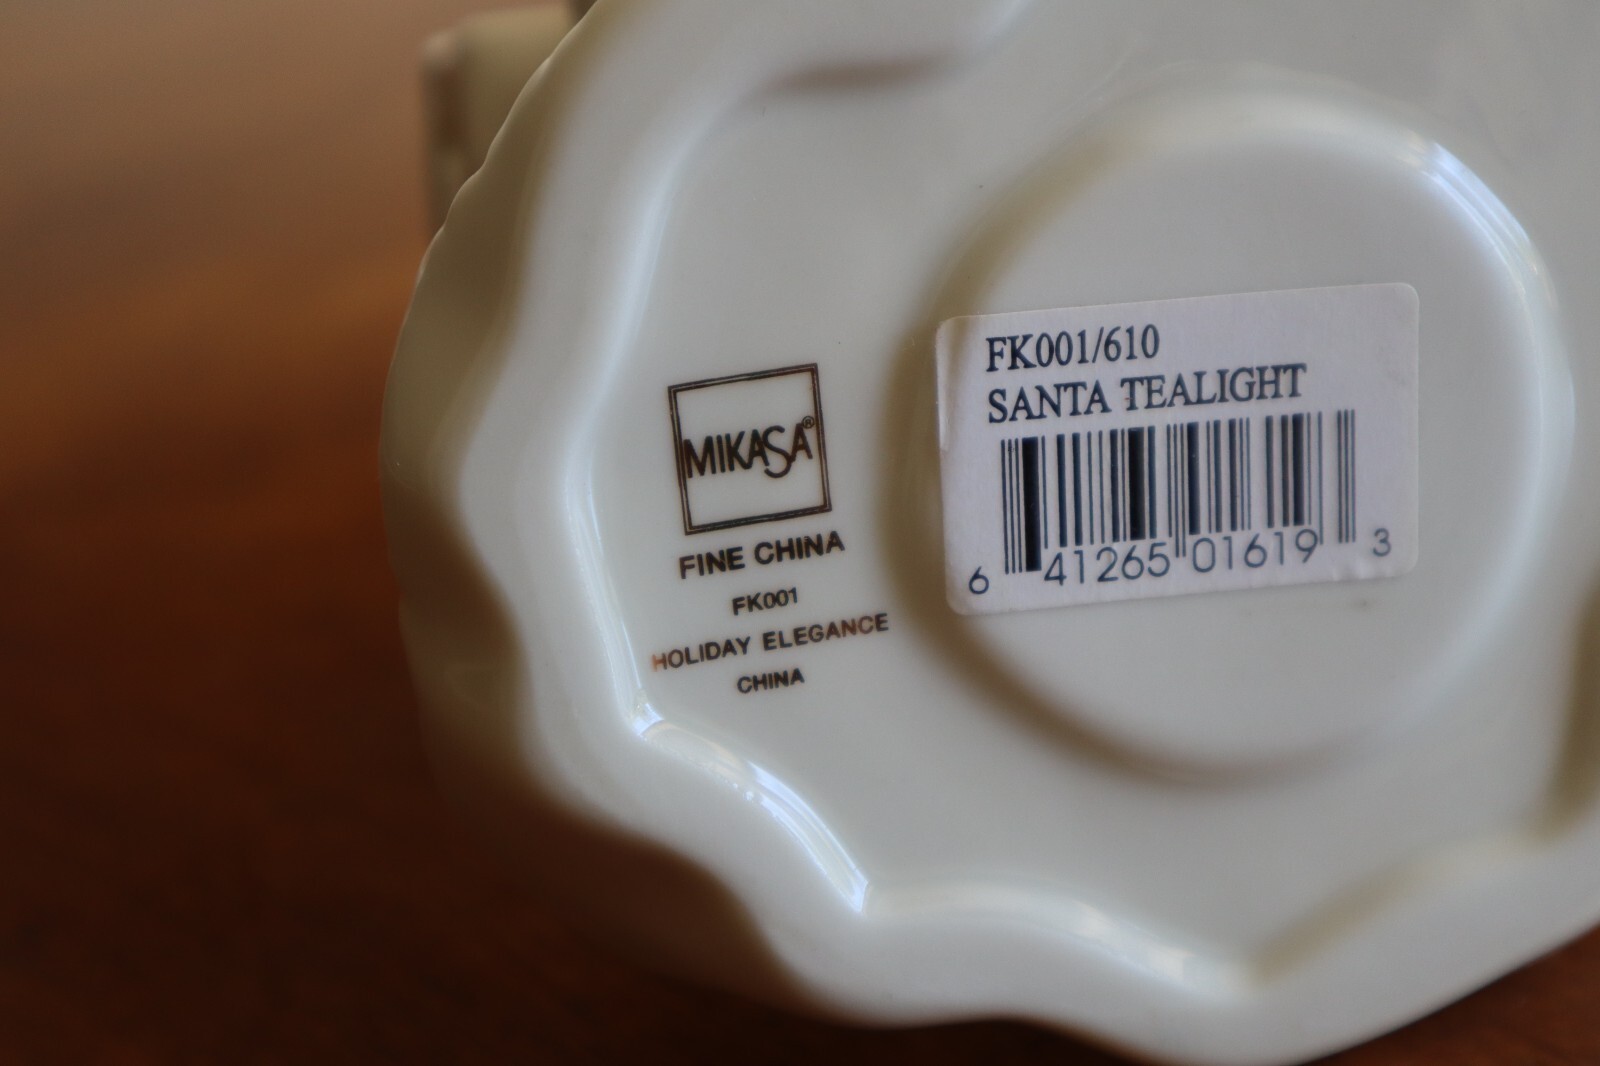 MIKASA®
FINE CHINA
FK001
HOLIDAY ELEGANCE
CHINA
FK001/610
SANTA TEALIGHT
6 41265 01619 3